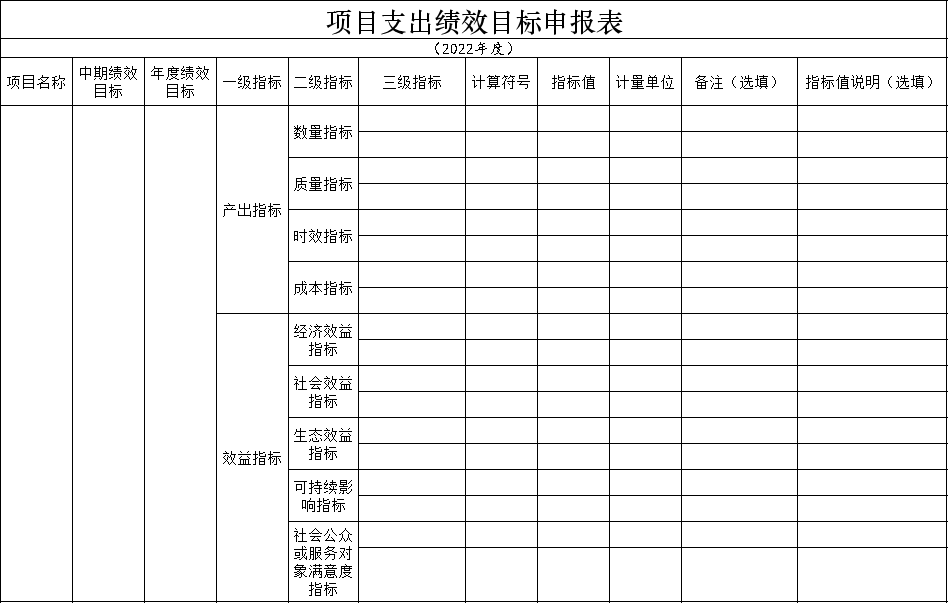 项目支出绩效目标申报表
（2022年度）
项目名称 中期绩效目标 年度绩效目标 一级指标 二级指标 三级指标 计算符号 指标值 计量单位 备注（选填） 指标值说明（选填）
产出指标
数量指标
质量指标
时效指标
成本指标
效益指标
经济效益
指标
社会效益
指标
生态效益
指标
可持续影
响指标
社会公众
或服务对
象满意度
指标